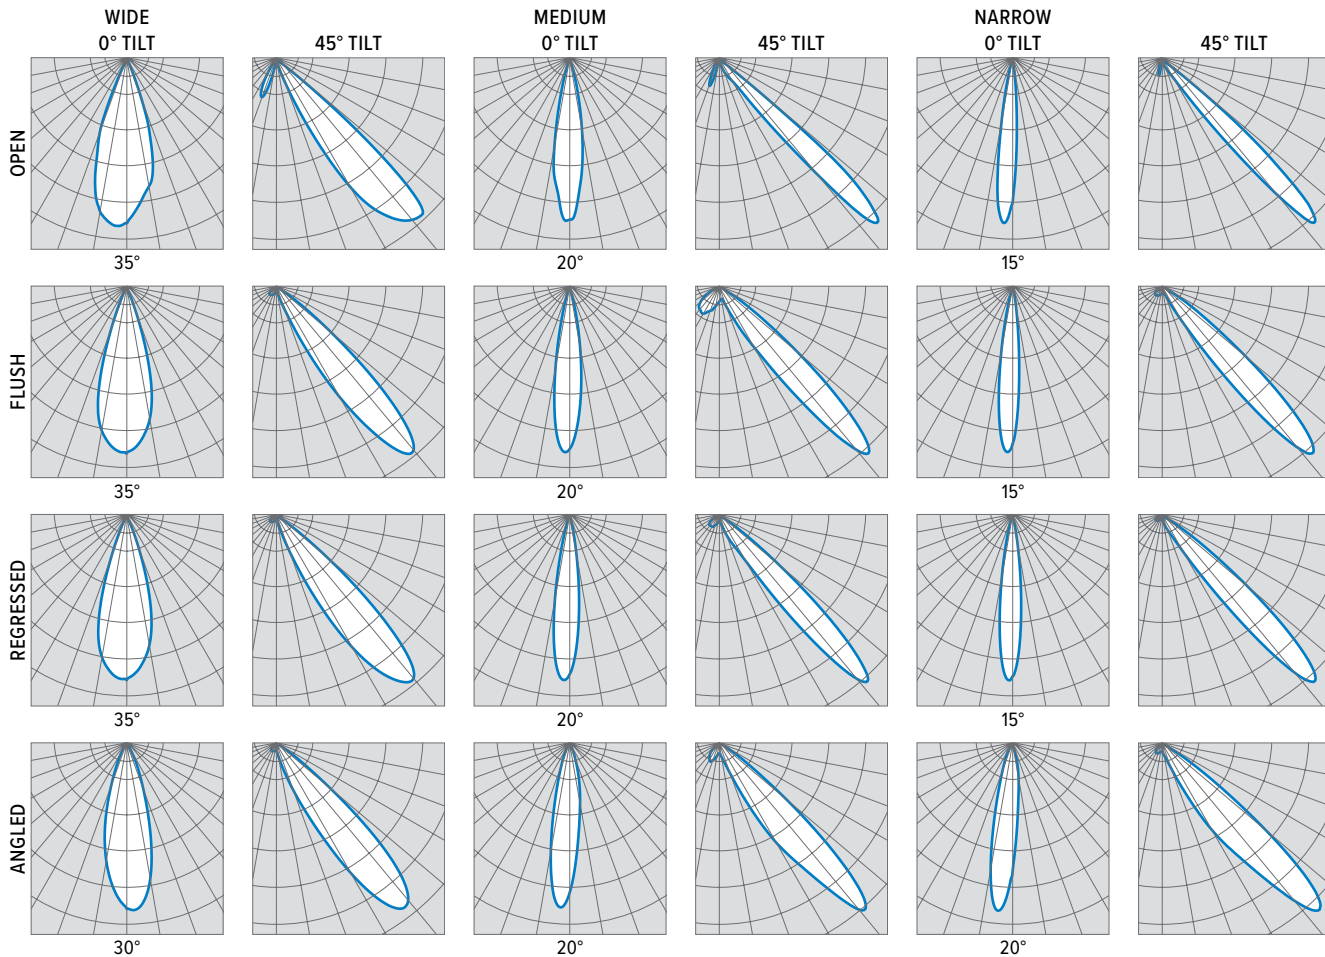 WIDE MEDIUM NARROW
0° TILT 45° TILT 0° TILT 45° TILT 0° TILT 45° TILT
OPEN
35° 20° 15°
FLUSH
35° 20° 15°
REGRESSED
35° 20° 15°
ANGLED
30° 20° 20°